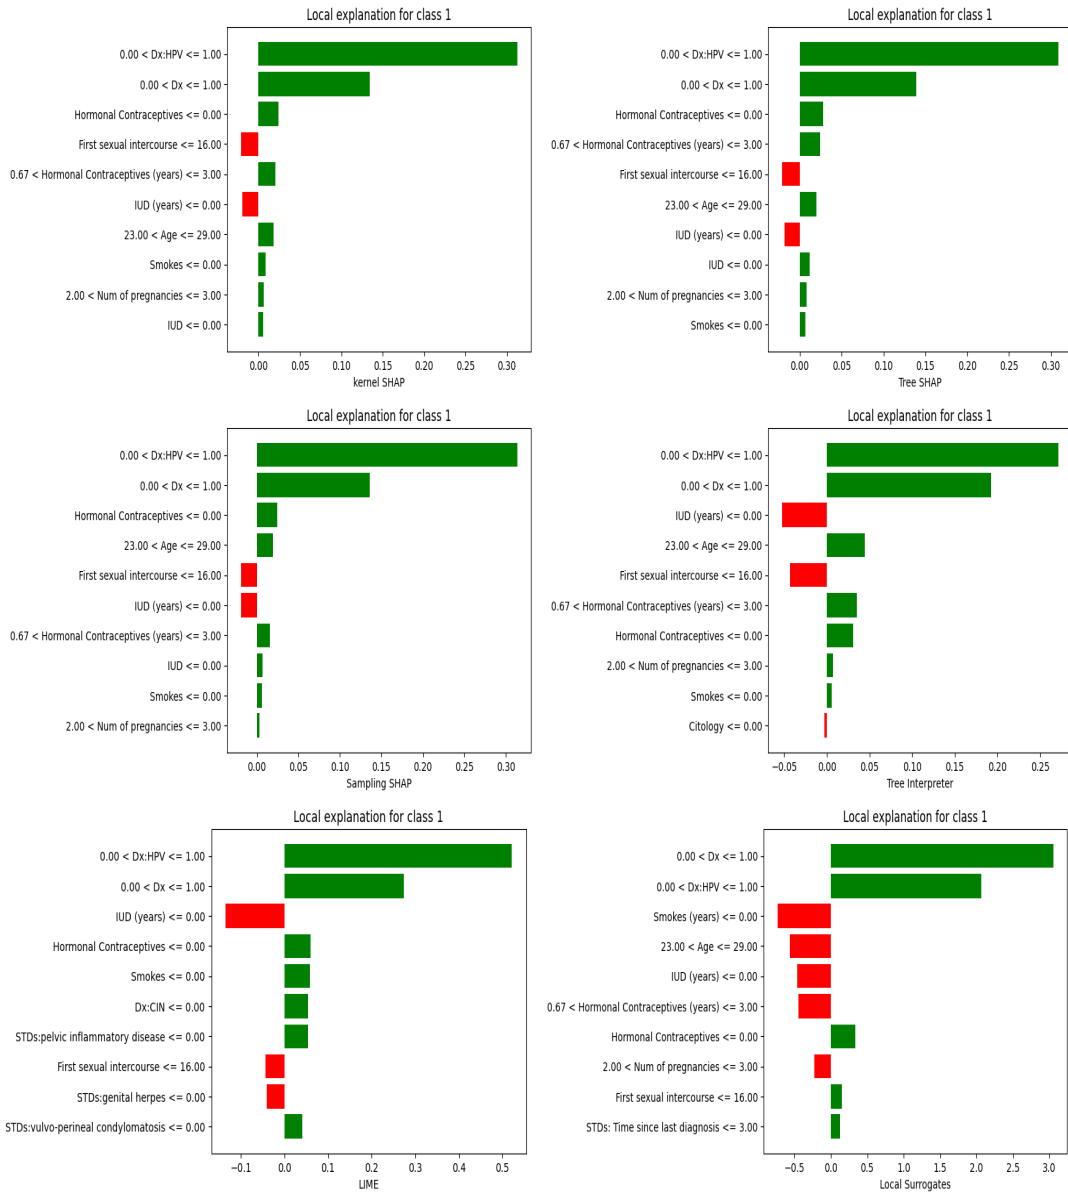 Local explanation for class 1
0.00 < Dx:HPV <= 1.00
0.00 < Dx <= 1.00
Hormonal Contraceptives <= 0.00
First sexual intercourse <= 16.00
0.67 < Hormonal Contraceptives (years) <= 3.00
IUD (years) <= 0.00
23.00 < Age <= 29.00
Smokes <= 0.00
2.00 < Num of pregnancies <= 3.00
IUD <= 0.00
0.00 0.05 0.10 0.15 0.20 0.25 0.30
kernel SHAP
Local explanation for class 1
0.00 < Dx:HPV <= 1.00
0.00 < Dx <= 1.00
Hormonal Contraceptives <= 0.00
0.67 < Hormonal Contraceptives (years) <= 3.00
First sexual intercourse <= 16.00
23.00 < Age <= 29.00
IUD (years) <= 0.00
IUD <= 0.00
2.00 < Num of pregnancies <= 3.00
Smokes <= 0.00
0.00 0.05 0.10 0.15 0.20 0.25 0.30
Tree SHAP
Local explanation for class 1
0.00 < Dx:HPV <= 1.00
0.00 < Dx <= 1.00
Hormonal Contraceptives <= 0.00
23.00 < Age <= 29.00
First sexual intercourse <= 16.00
IUD (years) <= 0.00
0.67 < Hormonal Contraceptives (years) <= 3.00
IUD <= 0.00
Smokes <= 0.00
2.00 < Num of pregnancies <= 3.00
0.00 0.05 0.10 0.15 0.20 0.25 0.30
Sampling SHAP
Local explanation for class 1
0.00 < Dx:HPV <= 1.00
0.00 < Dx <= 1.00
IUD (years) <= 0.00
23.00 < Age <= 29.00
First sexual intercourse <= 16.00
0.67 < Hormonal Contraceptives (years) <= 3.00
Hormonal Contraceptives <= 0.00
2.00 < Num of pregnancies <= 3.00
Smokes <= 0.00
Citology <= 0.00
−0.05 0.00 0.05 0.10 0.15 0.20 0.25
Tree Interpreter
Local explanation for class 1
0.00 < Dx:HPV <= 1.00
0.00 < Dx <= 1.00
IUD (years) <= 0.00
Hormonal Contraceptives <= 0.00
Smokes <= 0.00
Dx:CIN <= 0.00
STDs:pelvic inflammatory disease <= 0.00
First sexual intercourse <= 16.00
STDs:genital herpes <= 0.00
STDs:vulvo-perineal condylomatosis <= 0.00
−0.1 0.0 0.1 0.2 0.3 0.4 0.5
LIME
Local explanation for class 1
0.00 < Dx <= 1.00
0.00 < Dx:HPV <= 1.00
Smokes (years) <= 0.00
23.00 < Age <= 29.00
IUD (years) <= 0.00
0.67 < Hormonal Contraceptives (years) <= 3.00
Hormonal Contraceptives <= 0.00
2.00 < Num of pregnancies <= 3.00
First sexual intercourse <= 16.00
STDs: Time since last diagnosis <= 3.00
−0.5 0.0 0.5 1.0 1.5 2.0 2.5 3.0
Local Surrogates